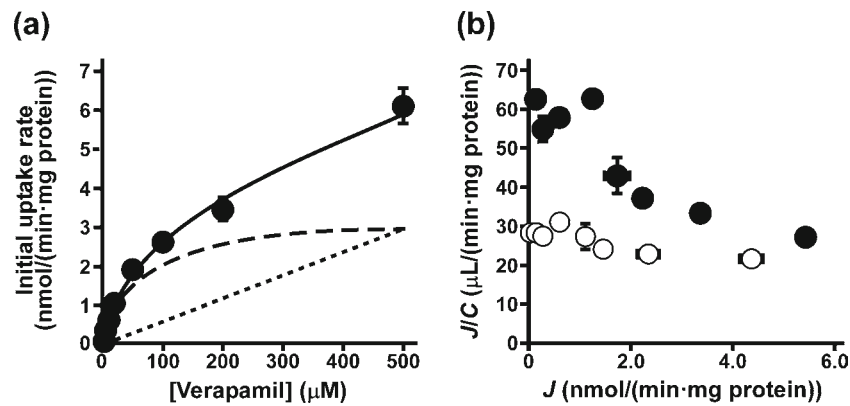 (a)
Initial uptake rate
(nmol/(min·mg protein))
7
6
5
4
3
2
1
0
0 100 200 300 400 500
[Verapamil] (μM)
(b)
J/C (μL/(min·mg protein))
70
60
50
40
30
20
10
0
0 2.0 4.0 6.0
J (nmol/(min·mg protein))